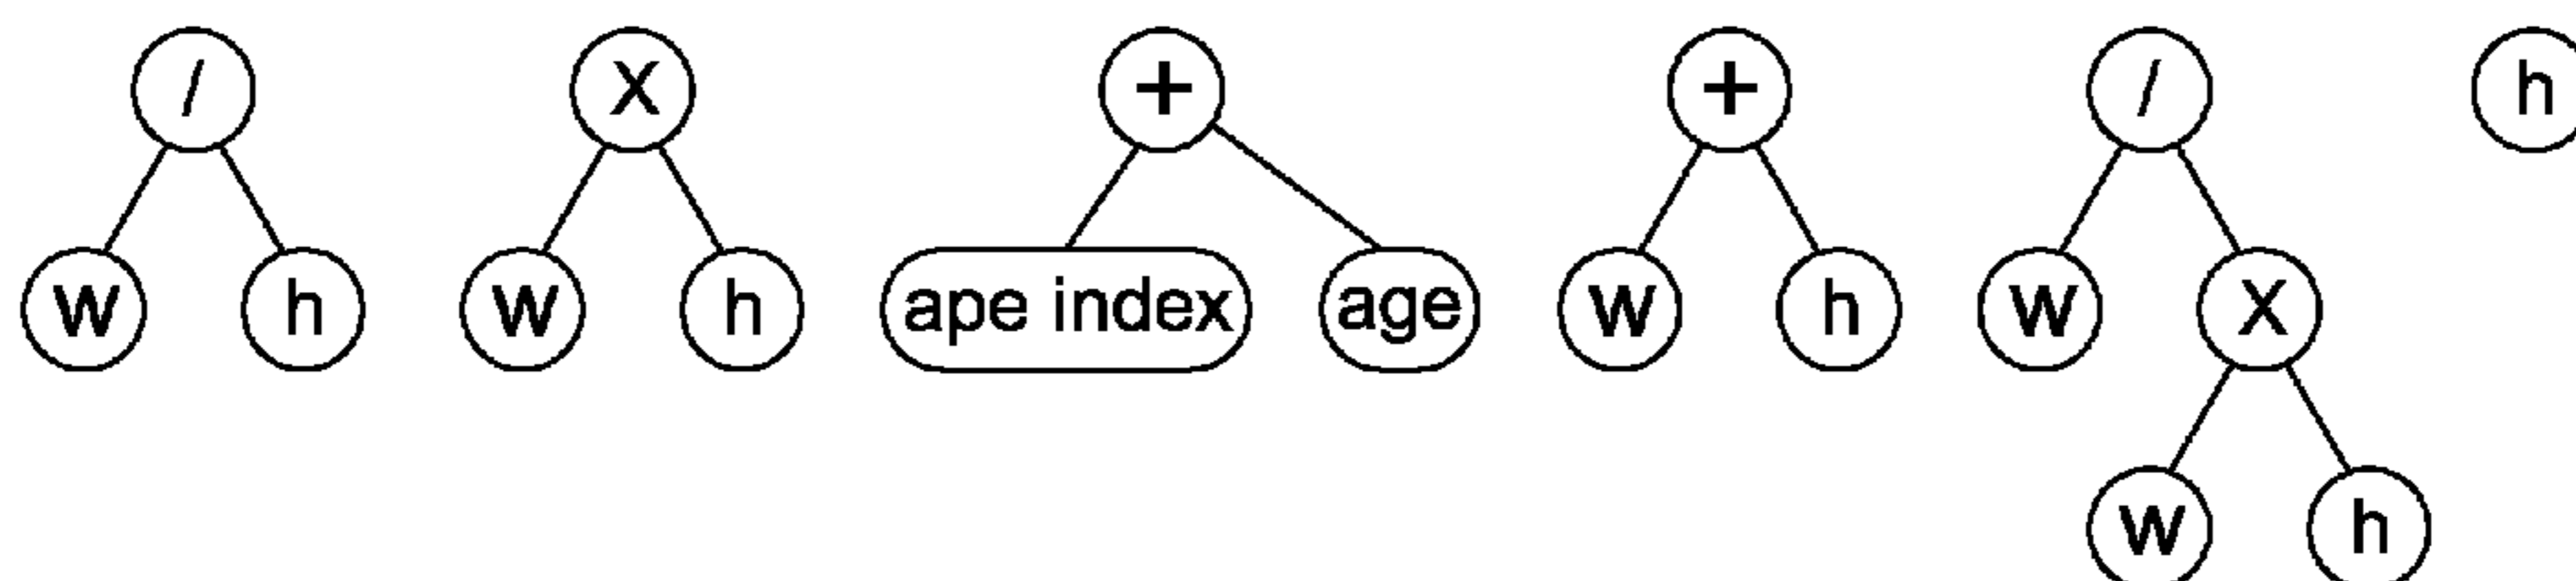 / X + + / h
w h w h ape index age w h w X
w h